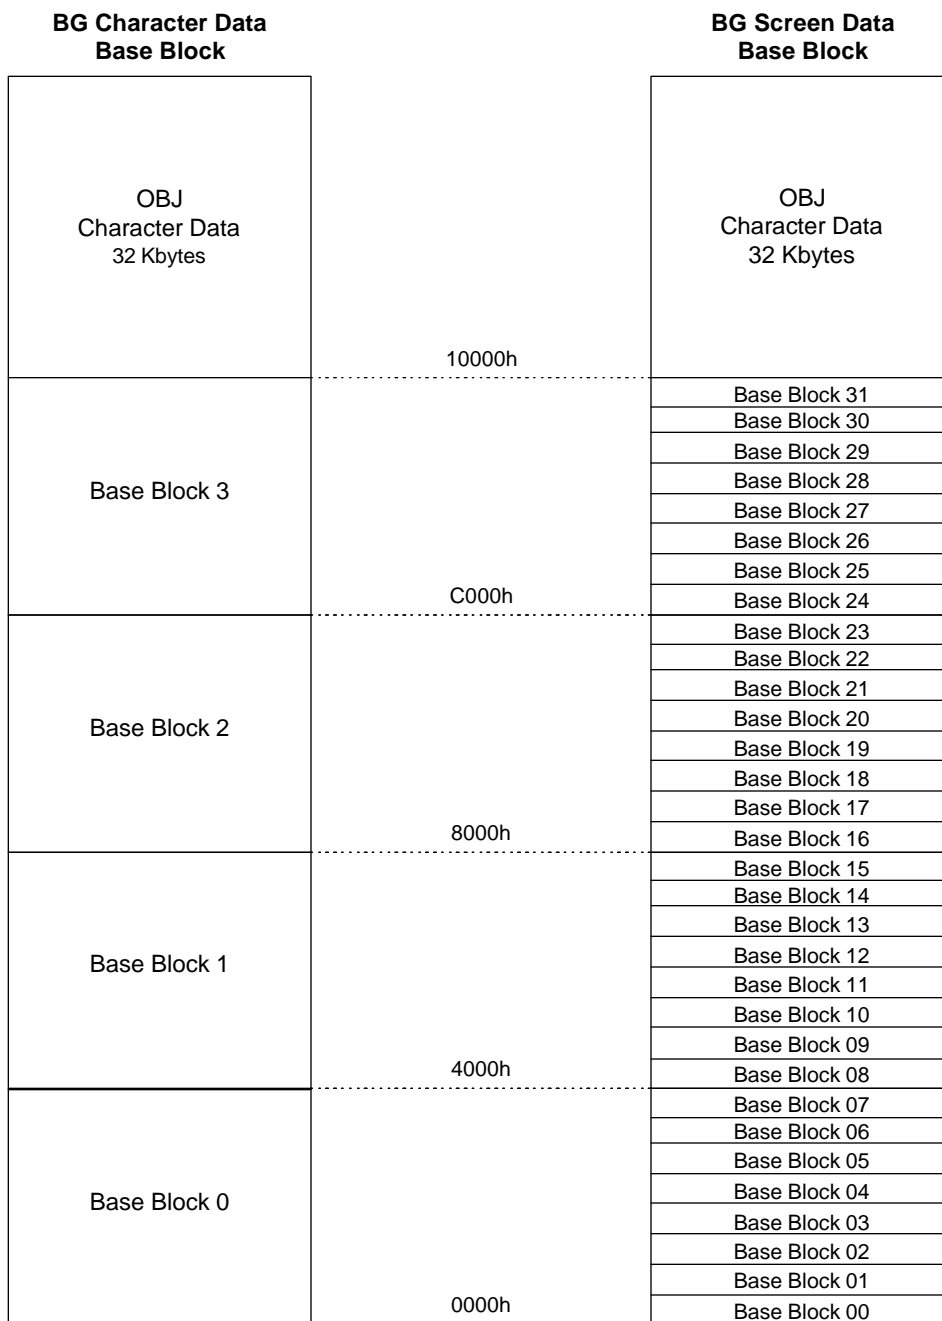 BG Character Data
Base Block
BG Screen Data
Base Block
OBJ
Character Data
32 Kbytes
OBJ
Character Data
32 Kbytes
10000h
Base Block 31
Base Block 30
Base Block 29
Base Block 3
Base Block 28
Base Block 27
Base Block 26
Base Block 25
C000h
Base Block 24
Base Block 23
Base Block 22
Base Block 21
Base Block 2
Base Block 20
Base Block 19
Base Block 18
Base Block 17
8000h
Base Block 16
Base Block 15
Base Block 14
Base Block 13
Base Block 1
Base Block 12
Base Block 11
Base Block 10
Base Block 09
4000h
Base Block 08
Base Block 07
Base Block 06
Base Block 05
Base Block 0
Base Block 04
Base Block 03
Base Block 02
Base Block 01
0000h
Base Block 00